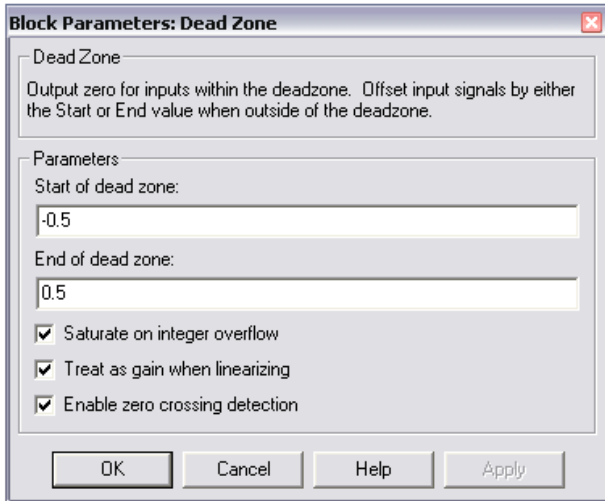 Block Parameters: Dead Zone
Dead Zone
Output zero for inputs within the deadzone. Offset input signals by either
the Start or End value when outside of the deadzone.
Parameters
Start of dead zone:
-0.5
End of dead zone:
0.5
Saturate on integer overflow
Treat as gain when linearizing
Enable zero crossing detection
OK Cancel Help Apply